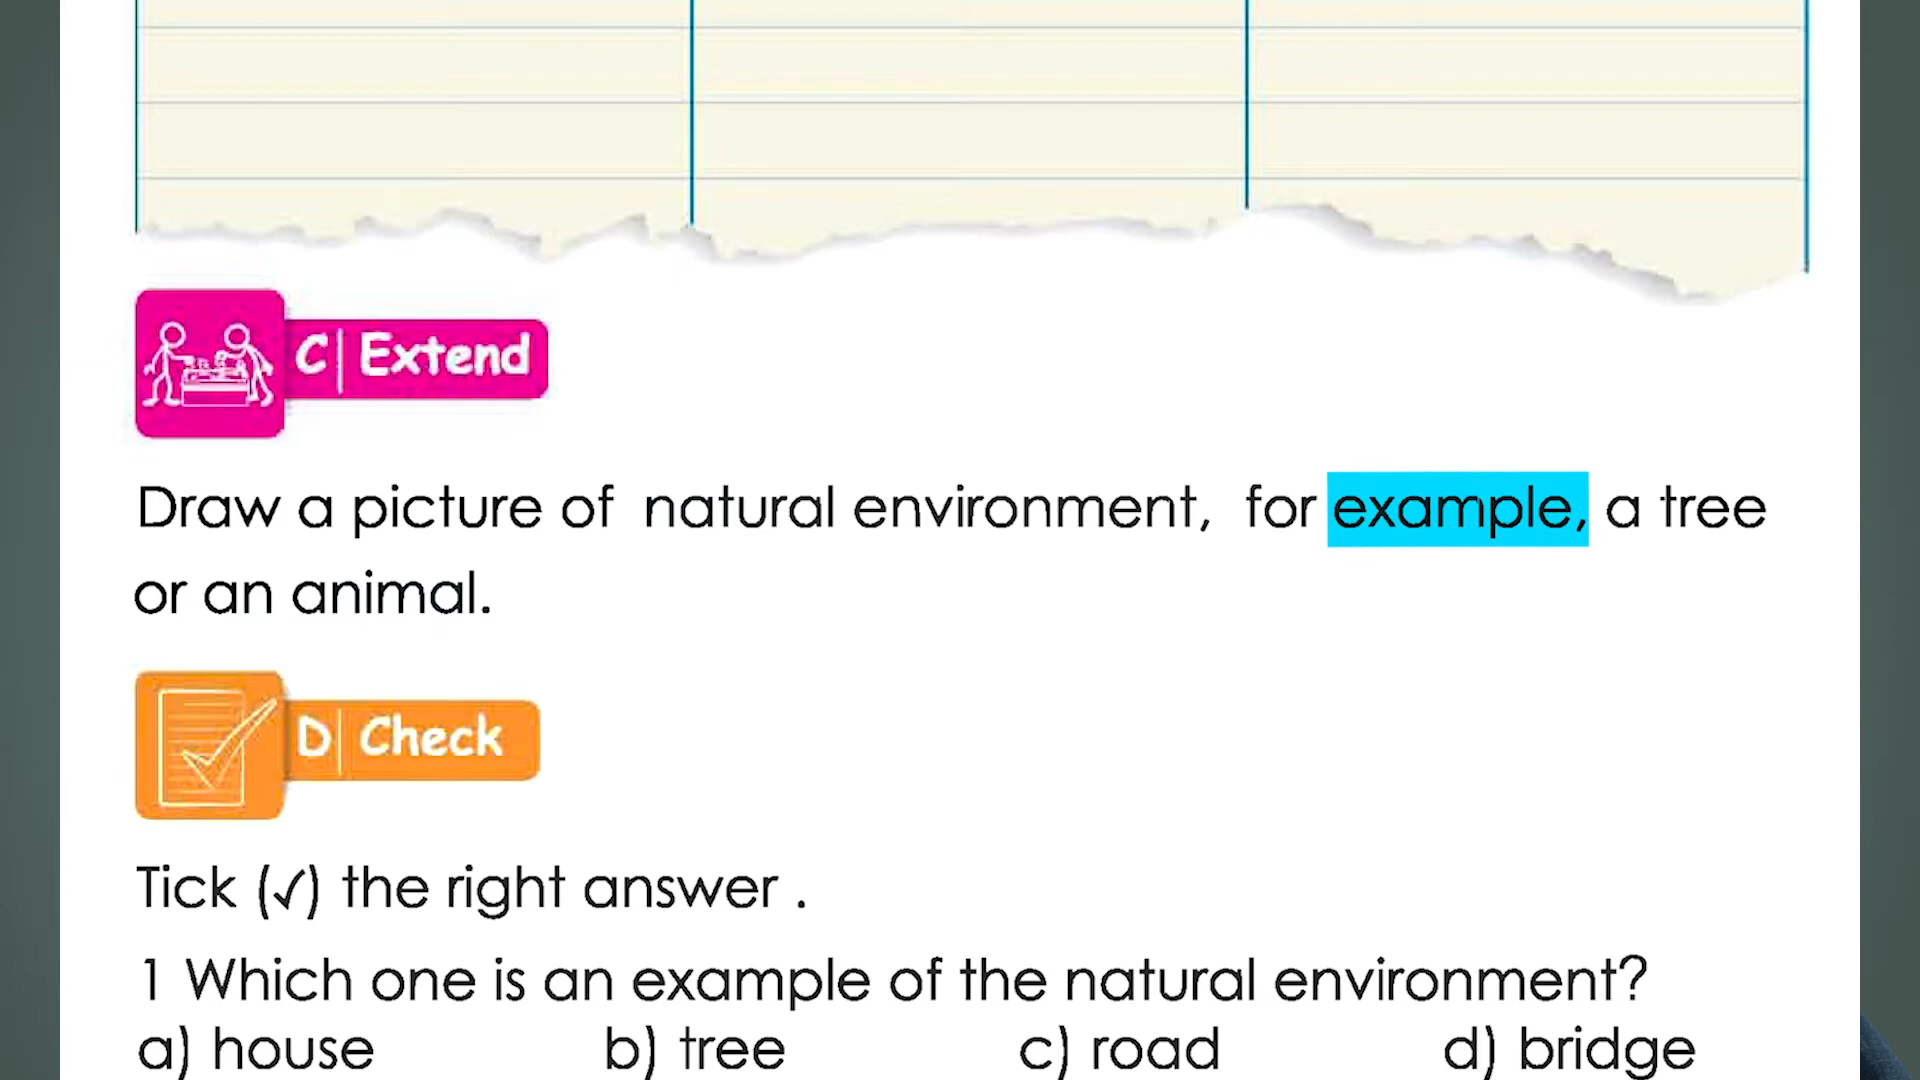 C | Extend
Draw a picture of natural environment, for example, a tree
or an animal.
D | Check
Tick (✓) the right answer .
1 Which one is an example of the natural environment?
a) house b) tree c) road d) bridge